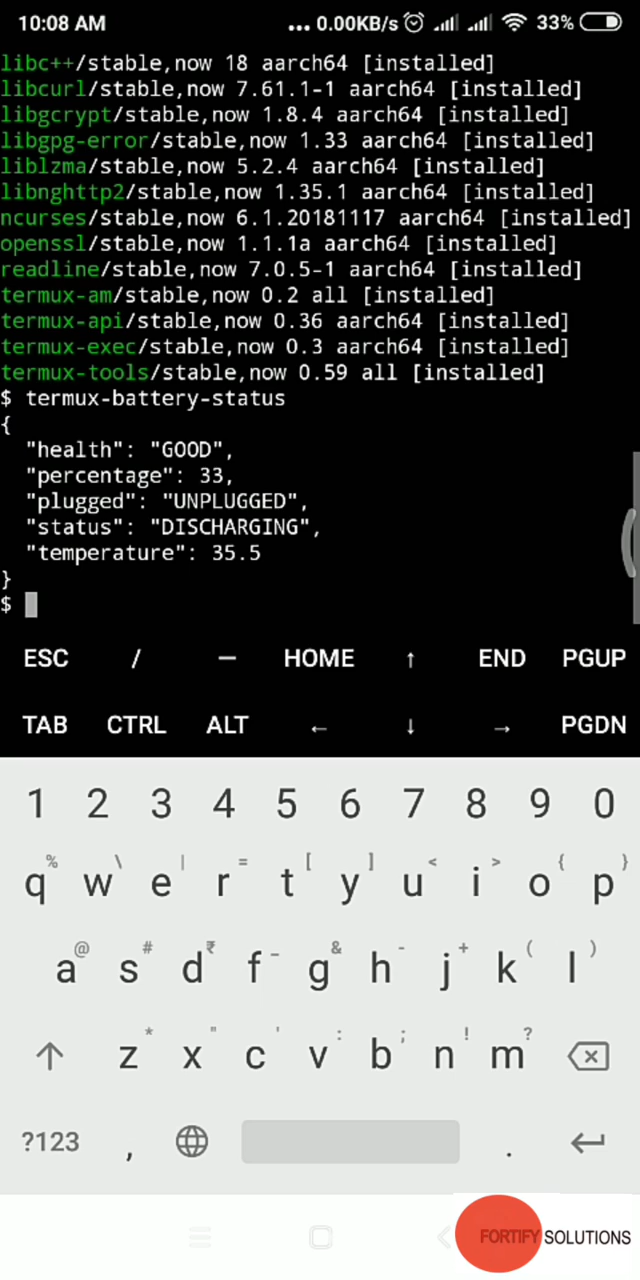 10:08 AM ... 0.00KB/s 33%
libc++/stable,now 18 aarch64 [installed]
libcurl/stable,now 7.61.1-1 aarch64 [installed]
libgcrypt/stable,now 1.8.4 aarch64 [installed]
libgpg-error/stable,now 1.33 aarch64 [installed]
liblzma/stable,now 5.2.4 aarch64 [installed]
libnghttp2/stable,now 1.35.1 aarch64 [installed]
ncurses/stable,now 6.1.20181117 aarch64 [installed]
openssl/stable,now 1.1.1a aarch64 [installed]
readline/stable,now 7.0.5-1 aarch64 [installed]
termux-am/stable,now 0.2 all [installed]
termux-api/stable,now 0.36 aarch64 [installed]
termux-exec/stable,now 0.3 aarch64 [installed]
termux-tools/stable,now 0.59 all [installed]
$ termux-battery-status
{
"health": "GOOD",
"percentage": 33,
"plugged": "UNPLUGGED",
"status": "DISCHARGING",
"temperature": 35.5
}
$
ESC / — HOME ↑ END PGUP
TAB CTRL ALT ← ↓ → PGDN
1 2 3 4 5 6 7 8 9 0
% \ | = [ ] < > { }
q w e r t y u i o p
@ # ₹ _ & - + ( )
a s d f g h j k l
* " ' : ; ! ?
z x c v b n m
?123 , .
FORTIFY SOLUTIONS